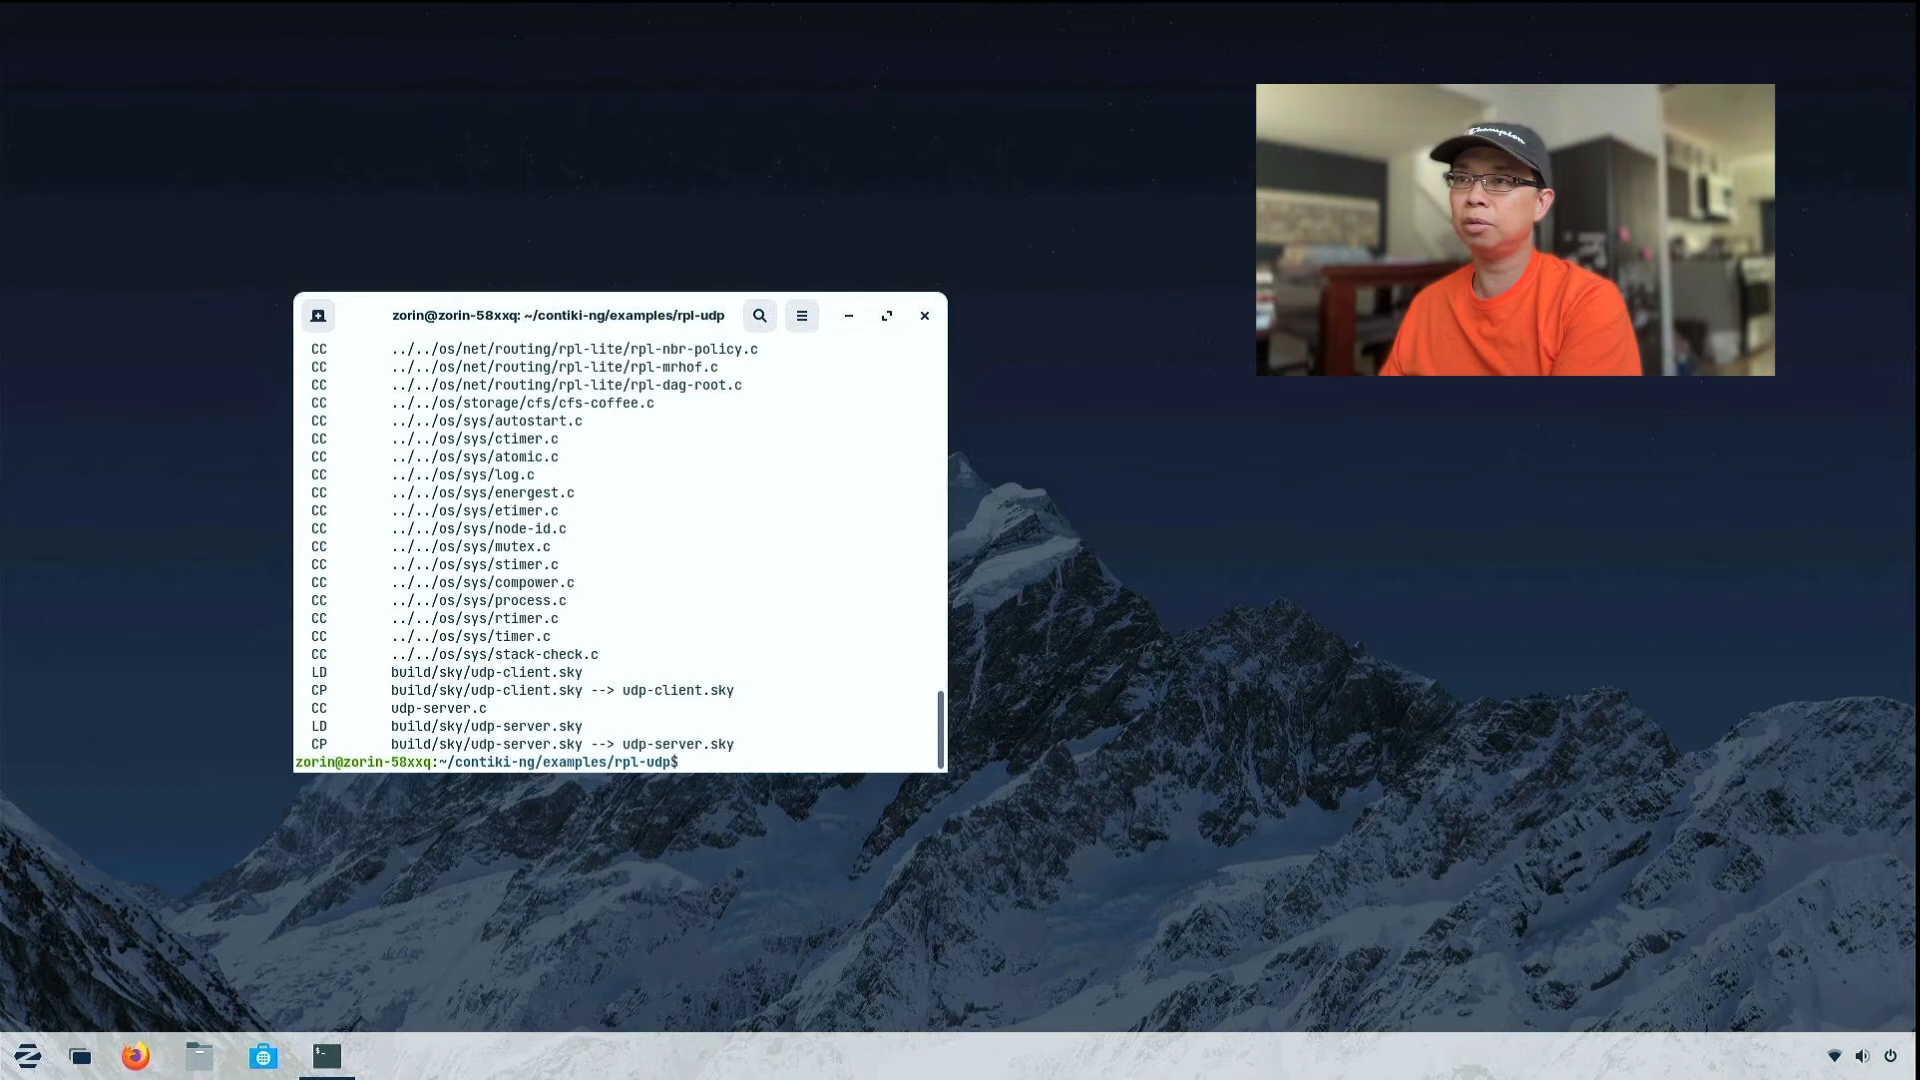 Champion
zorin@zorin-58xxq: ~/contiki-ng/examples/rpl-udp
CC ../../os/net/routing/rpl-lite/rpl-nbr-policy.c
CC ../../os/net/routing/rpl-lite/rpl-mrhof.c
CC ../../os/net/routing/rpl-lite/rpl-dag-root.c
CC ../../os/storage/cfs/cfs-coffee.c
CC ../../os/sys/autostart.c
CC ../../os/sys/ctimer.c
CC ../../os/sys/atomic.c
CC ../../os/sys/log.c
CC ../../os/sys/energest.c
CC ../../os/sys/etimer.c
CC ../../os/sys/node-id.c
CC ../../os/sys/mutex.c
CC ../../os/sys/stimer.c
CC ../../os/sys/compower.c
CC ../../os/sys/process.c
CC ../../os/sys/rtimer.c
CC ../../os/sys/timer.c
CC ../../os/sys/stack-check.c
LD build/sky/udp-client.sky
CP build/sky/udp-client.sky --> udp-client.sky
CC udp-server.c
LD build/sky/udp-server.sky
CP build/sky/udp-server.sky --> udp-server.sky
zorin@zorin-58xxq:~/contiki-ng/examples/rpl-udp$